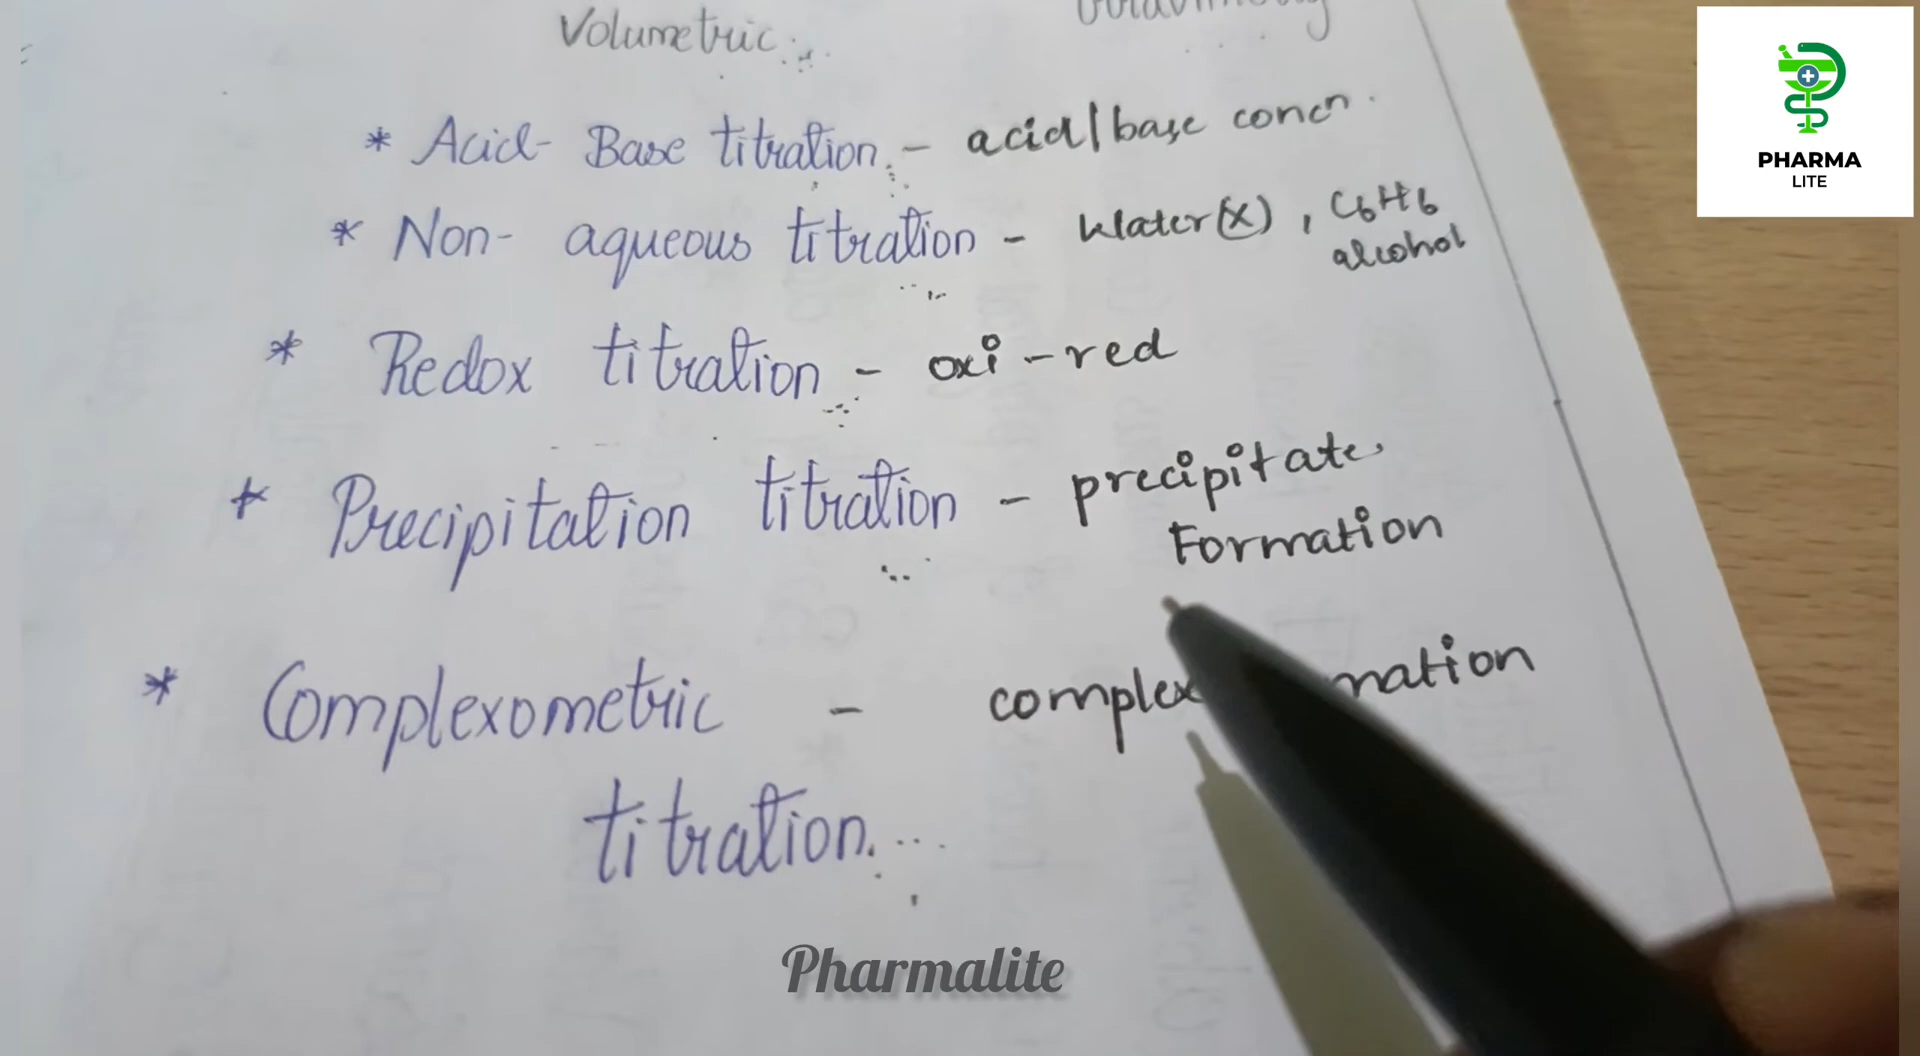 Volumetric
* Acid- Base titration. - acid/base concn.
* Non- aqueous titration - Water(x), C6H6
alcohol
* Redox titration - oxi-red
* Precipitation titration - precipitate
Formation
* Complexometric - complex mation
titration.
Pharmalite
PHARMA
LITE